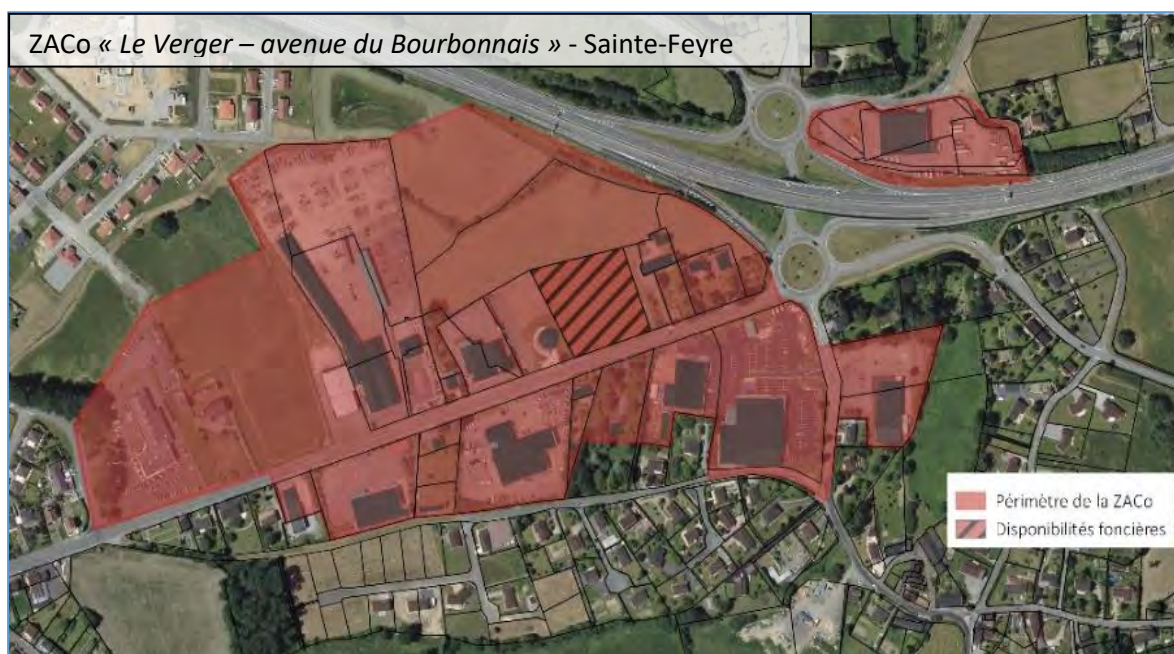 ZACo « Le Verger – avenue du Bourbonnais » - Sainte-Feyre
Périmètre de la ZACo
Disponibilités foncières